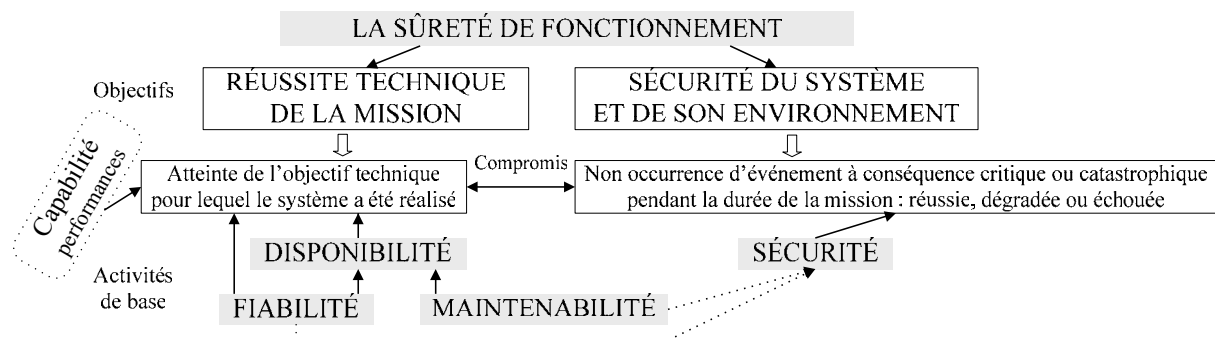 LA SÛRETÉ DE FONCTIONNEMENT
Objectifs
RÉUSSITE TECHNIQUE
DE LA MISSION
SÉCURITÉ DU SYSTÈME
ET DE SON ENVIRONNEMENT
Capabilité
performances
Atteinte de l'objectif technique
pour lequel le système a été réalisé
Compromis
Non occurrence d'événement à conséquence critique ou catastrophique
pendant la durée de la mission : réussie, dégradée ou échouée
Activités
de base
DISPONIBILITÉ
SÉCURITÉ
FIABILITÉ
MAINTENABILITÉ